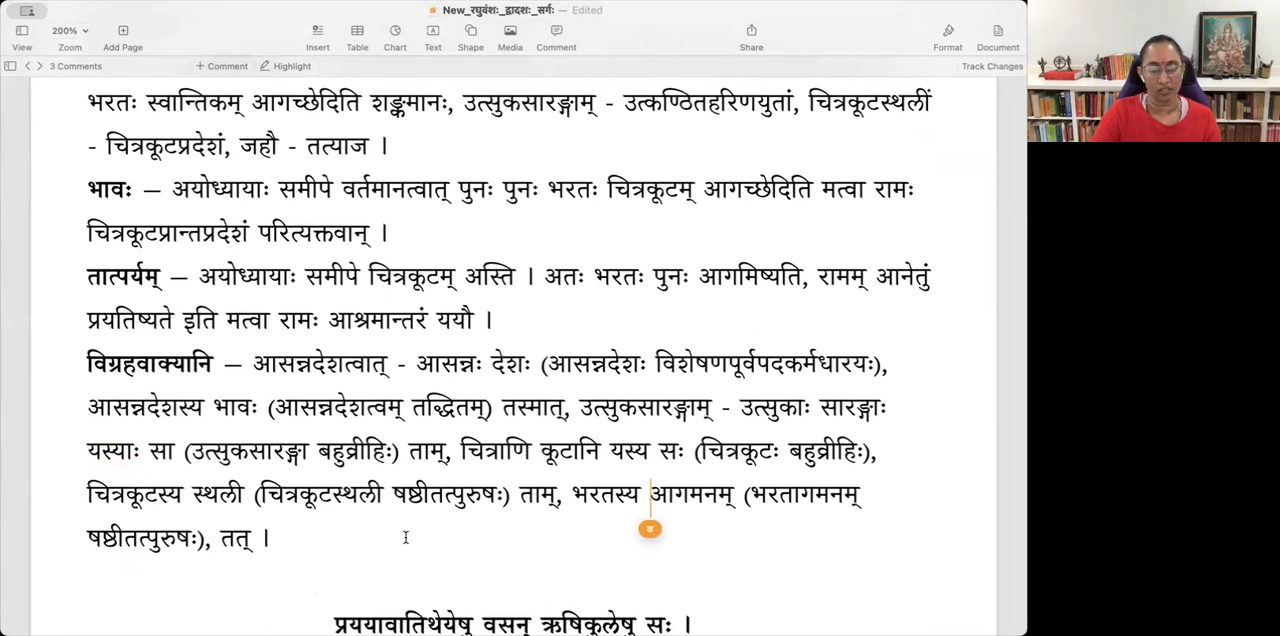 New_रघुवंशः_द्वादशः_सर्गः — Edited
200%
View Zoom Add Page Insert Table Chart Text Shape Media Comment Share Format Document
3 Comments + Comment Highlight Track Changes
भरतः स्वान्तिकम् आगच्छेदिति शङ्कमानः, उत्सुकसारङ्गाम् - उत्कण्ठितहरिणयुतां, चित्रकूटस्थलीं
- चित्रकूटप्रदेशं, जहौ - तत्याज ।
भावः — अयोध्यायाः समीपे वर्तमानत्वात् पुनः पुनः भरतः चित्रकूटम् आगच्छेदिति मत्वा रामः
चित्रकूटप्रान्तप्रदेशं परित्यक्तवान् ।
तात्पर्यम् — अयोध्यायाः समीपे चित्रकूटम् अस्ति । अतः भरतः पुनः आगमिष्यति, रामम् आनेतुं
प्रयतिष्यते इति मत्वा रामः आश्रमान्तरं ययौ ।
विग्रहवाक्यानि — आसन्नदेशत्वात् - आसन्नः देशः (आसन्नदेशः विशेषणपूर्वपदकर्मधारयः),
आसन्नदेशस्य भावः (आसन्नदेशत्वम् तद्धितम्) तस्मात्, उत्सुकसारङ्गाम् - उत्सुकाः सारङ्गाः
यस्याः सा (उत्सुकसारङ्गा बहुव्रीहिः) ताम्, चित्राणि कूटानि यस्य सः (चित्रकूटः बहुव्रीहिः),
चित्रकूटस्य स्थली (चित्रकूटस्थली षष्ठीतत्पुरुषः) ताम्, भरतस्य आगमनम् (भरतागमनम्
क
षष्ठीतत्पुरुषः), तत् ।
प्रययावातिथेयेषु वसन् ऋषिकुलेषु सः ।